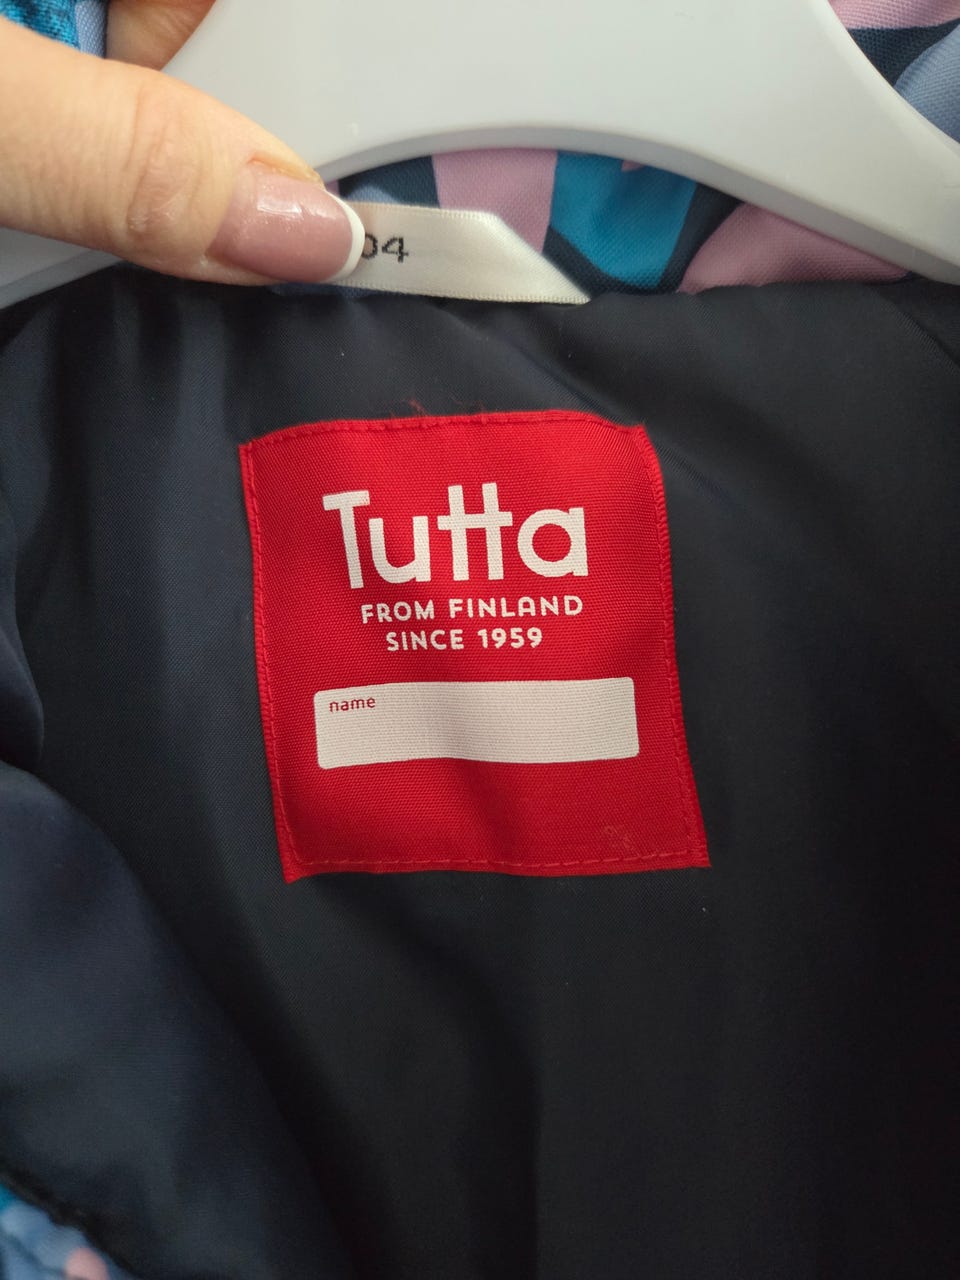 04
Tutta
FROM FINLAND
SINCE 1959
name